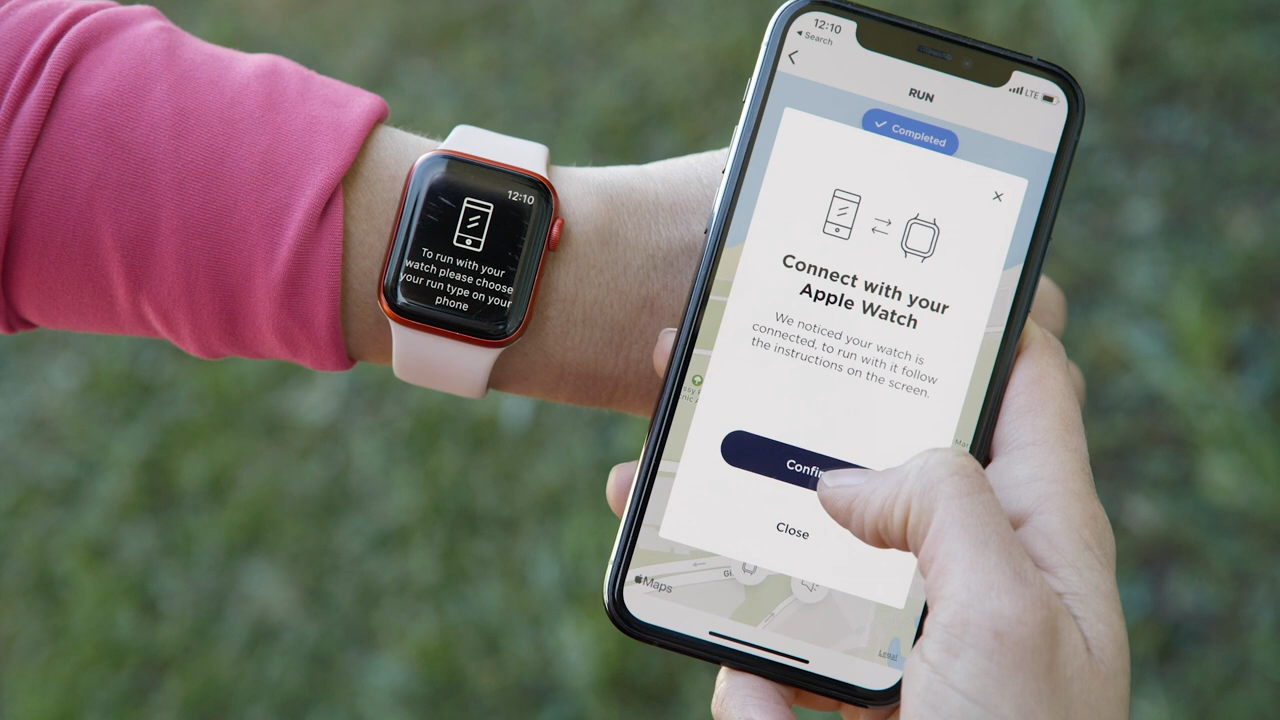 12:10
To run with your
watch please choose
your run type on your
phone
12:10
Search
LTE
RUN
Completed
Connect with your
Apple Watch
We noticed your watch is
connected, to run with it follow
the instructions on the screen.
Close
Maps
Legal